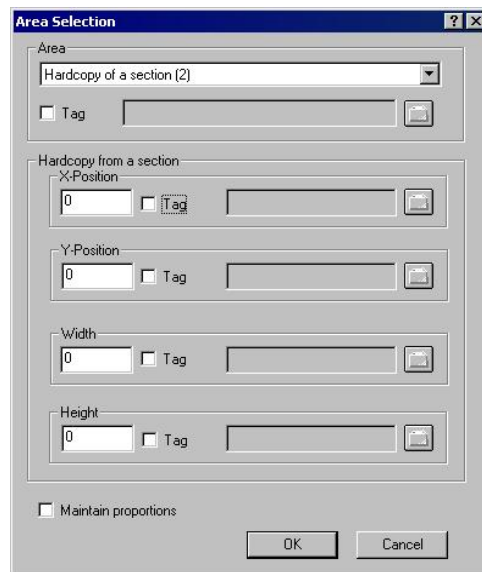 Area Selection
Area
Hardcopy of a section (2)
Tag
Hardcopy from a section
X-Position
0 Tag
Y-Position
0 Tag
Width
0 Tag
Height
0 Tag
Maintain proportions
OK Cancel